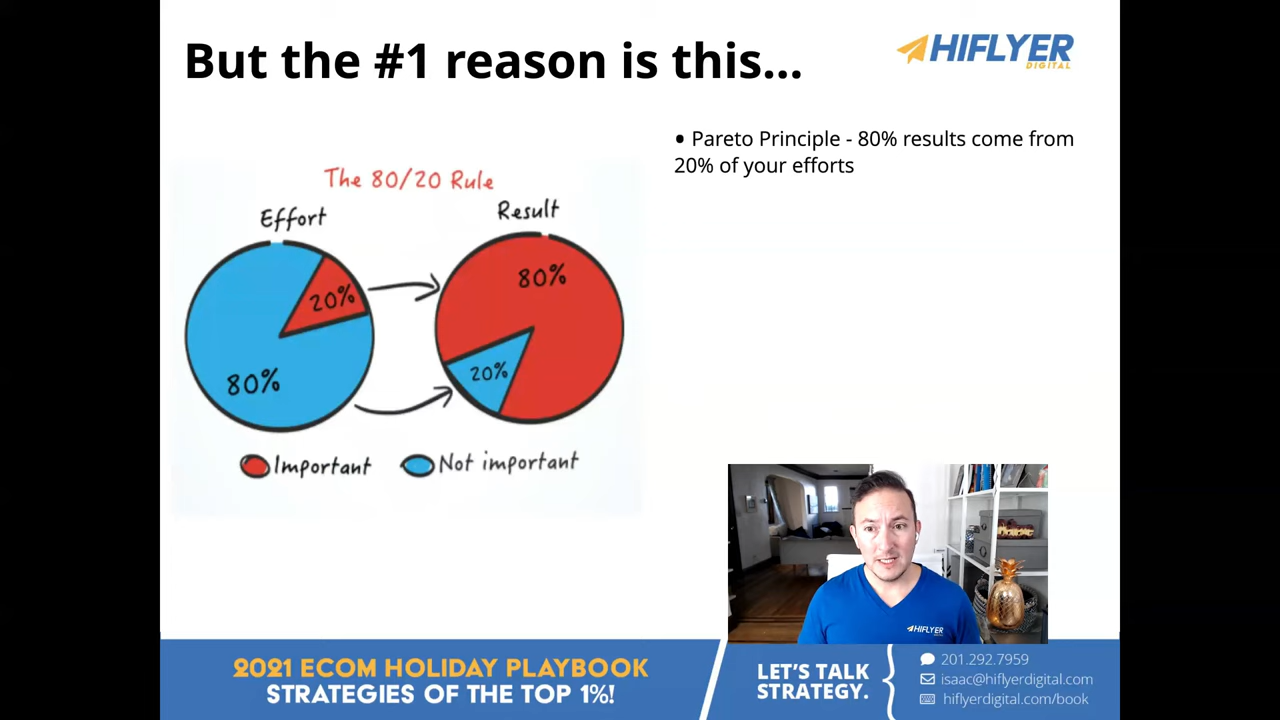 But the #1 reason is this...
HIFLYER
DIGITAL
• Pareto Principle - 80% results come from
20% of your efforts
The 80/20 Rule
Effort
Result
20%
80%
80%
20%
Important
Not important
HIFLYER
2021 ECOM HOLIDAY PLAYBOOK
STRATEGIES OF THE TOP 1%!
LET'S TALK
STRATEGY.
201.292.7959
isaac@hiflyerdigital.com
hiflyerdigital.com/book